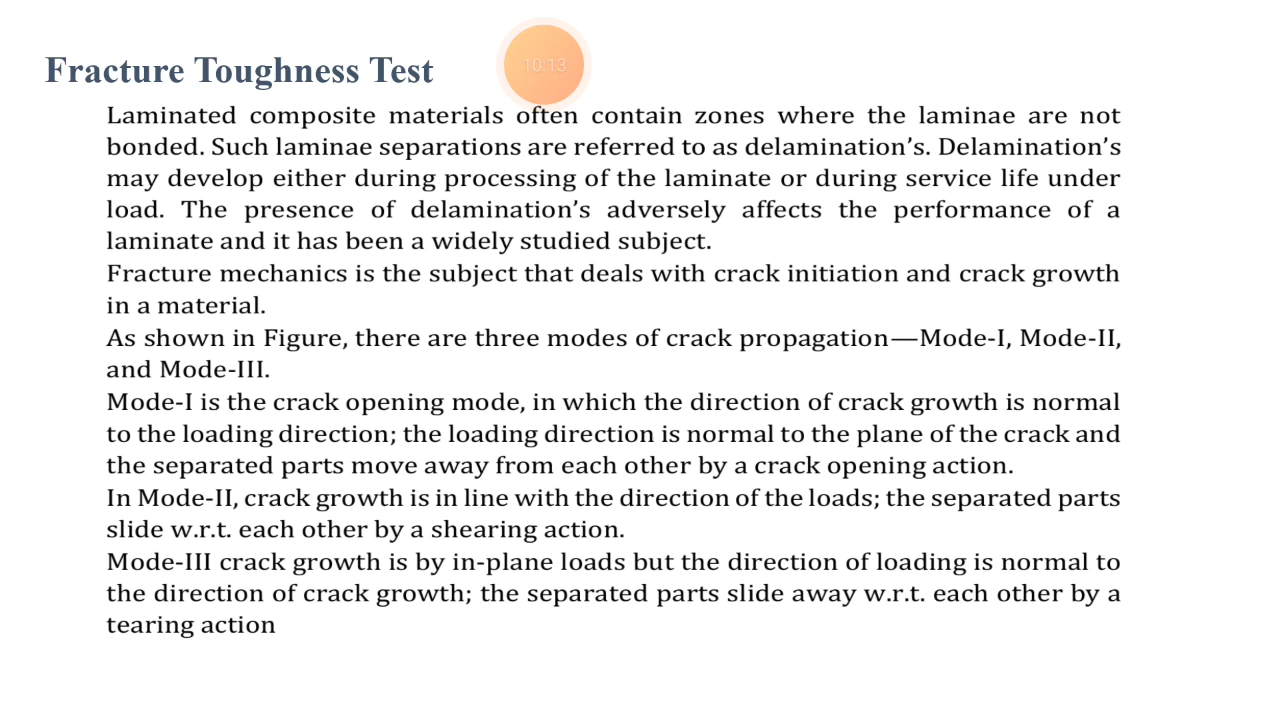 Fracture Toughness Test
10:13
Laminated composite materials often contain zones where the laminae are not
bonded. Such laminae separations are referred to as delamination’s. Delamination’s
may develop either during processing of the laminate or during service life under
load. The presence of delamination’s adversely affects the performance of a
laminate and it has been a widely studied subject.
Fracture mechanics is the subject that deals with crack initiation and crack growth
in a material.
As shown in Figure, there are three modes of crack propagation—Mode-I, Mode-II,
and Mode-III.
Mode-I is the crack opening mode, in which the direction of crack growth is normal
to the loading direction; the loading direction is normal to the plane of the crack and
the separated parts move away from each other by a crack opening action.
In Mode-II, crack growth is in line with the direction of the loads; the separated parts
slide w.r.t. each other by a shearing action.
Mode-III crack growth is by in-plane loads but the direction of loading is normal to
the direction of crack growth; the separated parts slide away w.r.t. each other by a
tearing action